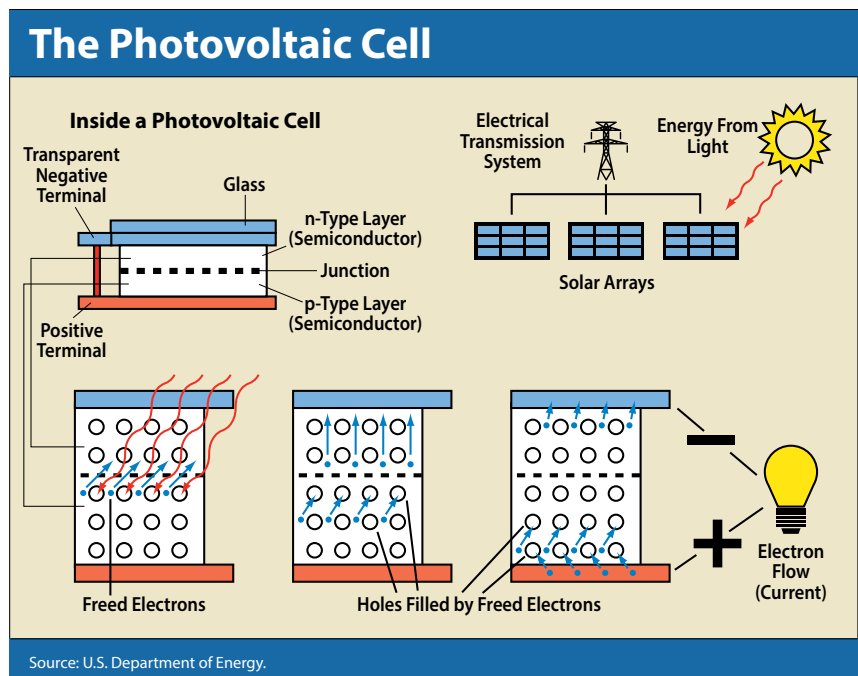 The Photovoltaic Cell
Inside a Photovoltaic Cell
Transparent
Negative
Terminal
Glass
n-Type Layer
(Semiconductor)
Junction
p-Type Layer
(Semiconductor)
Positive
Terminal
Electrical
Transmission
System
Energy From
Light
Solar Arrays
Freed Electrons
Holes Filled by Freed Electrons
Electron
Flow
(Current)
Source: U.S. Department of Energy.